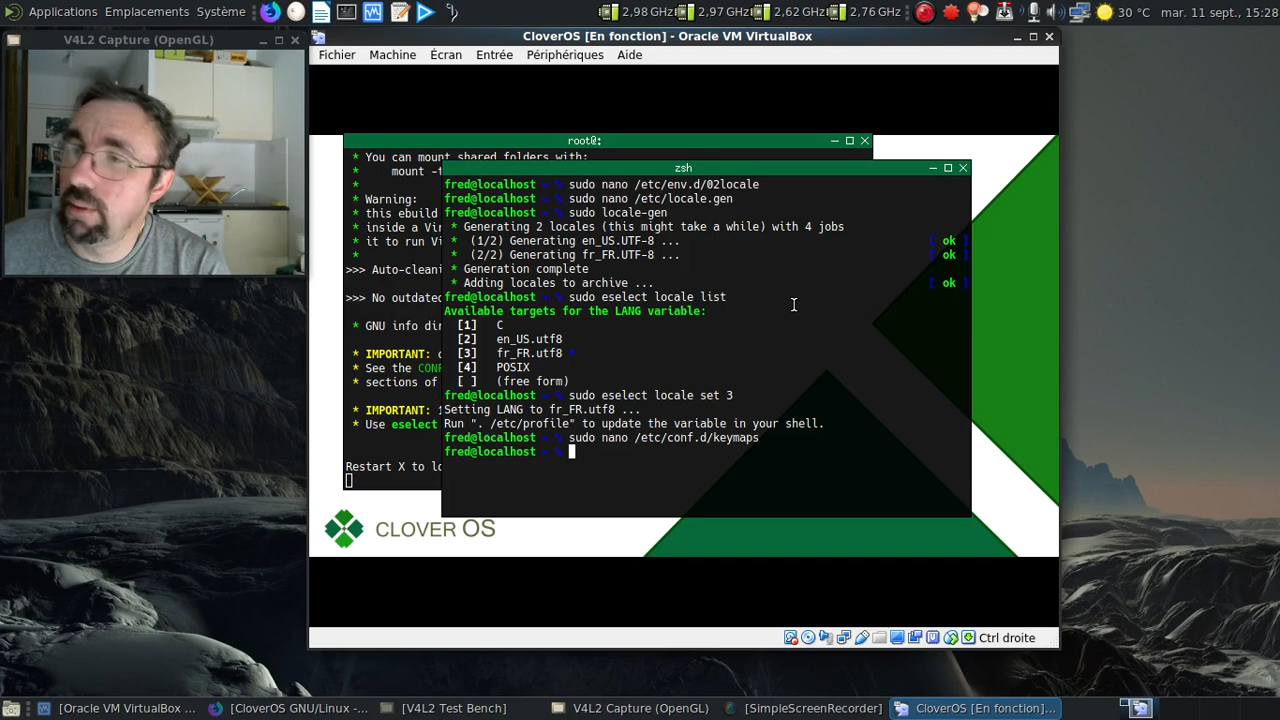 Applications Emplacements Système
2,98 GHz 2,97 GHz 2,62 GHz 2,76 GHz
30 °C mar. 11 sept., 15:28
V4L2 Capture (OpenGL)
CloverOS [En fonction] - Oracle VM VirtualBox
Fichier Machine Écran Entrée Périphériques Aide
root@:
* You can mount shared folders with:
mount -t
*
* Warning:
* this ebuild
* inside a Vir
* it to run Vi
*
>>> Auto-cleani
>>> No outdated
* GNU info dir
* IMPORTANT: c
* See the CONF
* sections of
* IMPORTANT:
* Use eselect
Restart X to lo
zsh
fred@localhost ~ % sudo nano /etc/env.d/02locale
fred@localhost ~ % sudo nano /etc/locale.gen
fred@localhost ~ % sudo locale-gen
* Generating 2 locales (this might take a while) with 4 jobs
* (1/2) Generating en_US.UTF-8 ... [ ok ]
* (2/2) Generating fr_FR.UTF-8 ... [ ok ]
* Generation complete
* Adding locales to archive ... [ ok ]
fred@localhost ~ % sudo eselect locale list
Available targets for the LANG variable:
[1] C
[2] en_US.utf8
[3] fr_FR.utf8 *
[4] POSIX
[ ] (free form)
fred@localhost ~ % sudo eselect locale set 3
Setting LANG to fr_FR.utf8 ...
Run ". /etc/profile" to update the variable in your shell.
fred@localhost ~ % sudo nano /etc/conf.d/keymaps
fred@localhost ~ %
CLOVER OS
Ctrl droite
[Oracle VM VirtualBox ... [CloverOS GNU/Linux -... [V4L2 Test Bench] V4L2 Capture (OpenGL) [SimpleScreenRecorder] CloverOS [En fonction]...